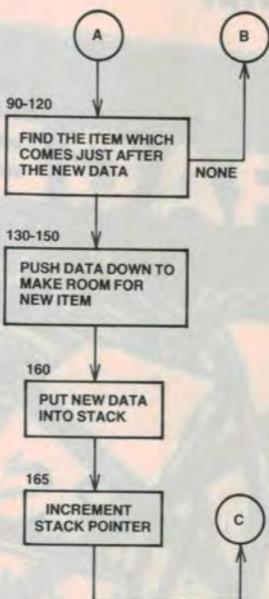 A
B
90-120
FIND THE ITEM WHICH
COMES JUST AFTER
THE NEW DATA
NONE
130-150
PUSH DATA DOWN TO
MAKE ROOM FOR
NEW ITEM
160
PUT NEW DATA
INTO STACK
165
INCREMENT
STACK POINTER
C